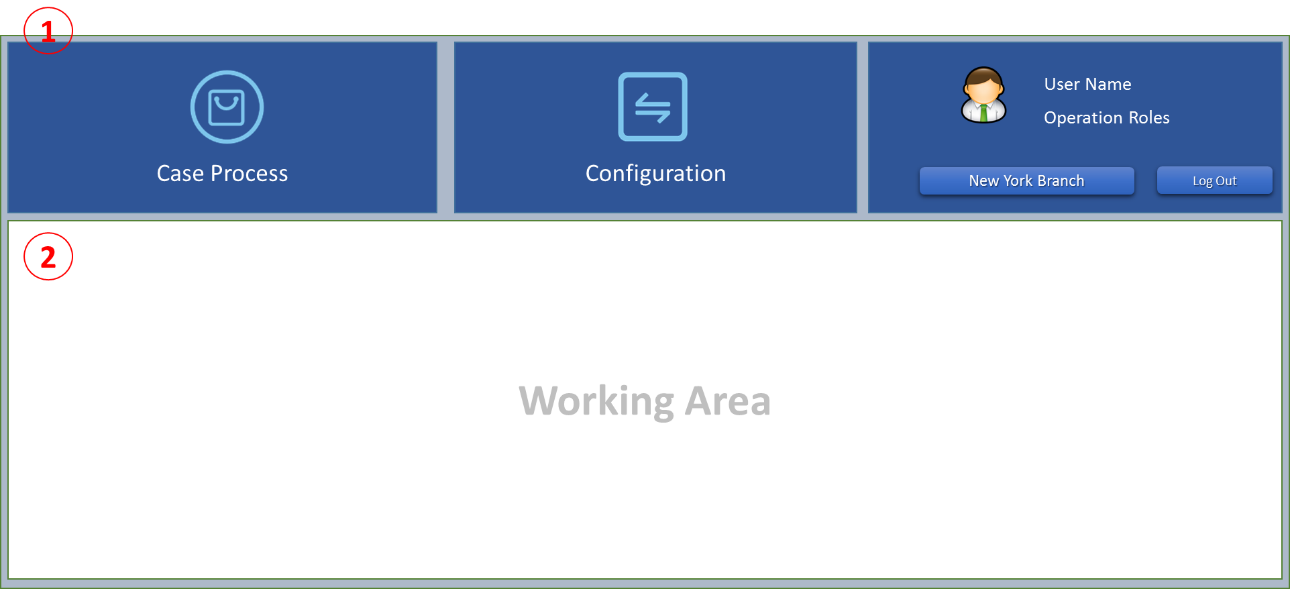 1
Case Process
Configuration
User Name
Operation Roles
New York Branch
Log Out
2
Working Area